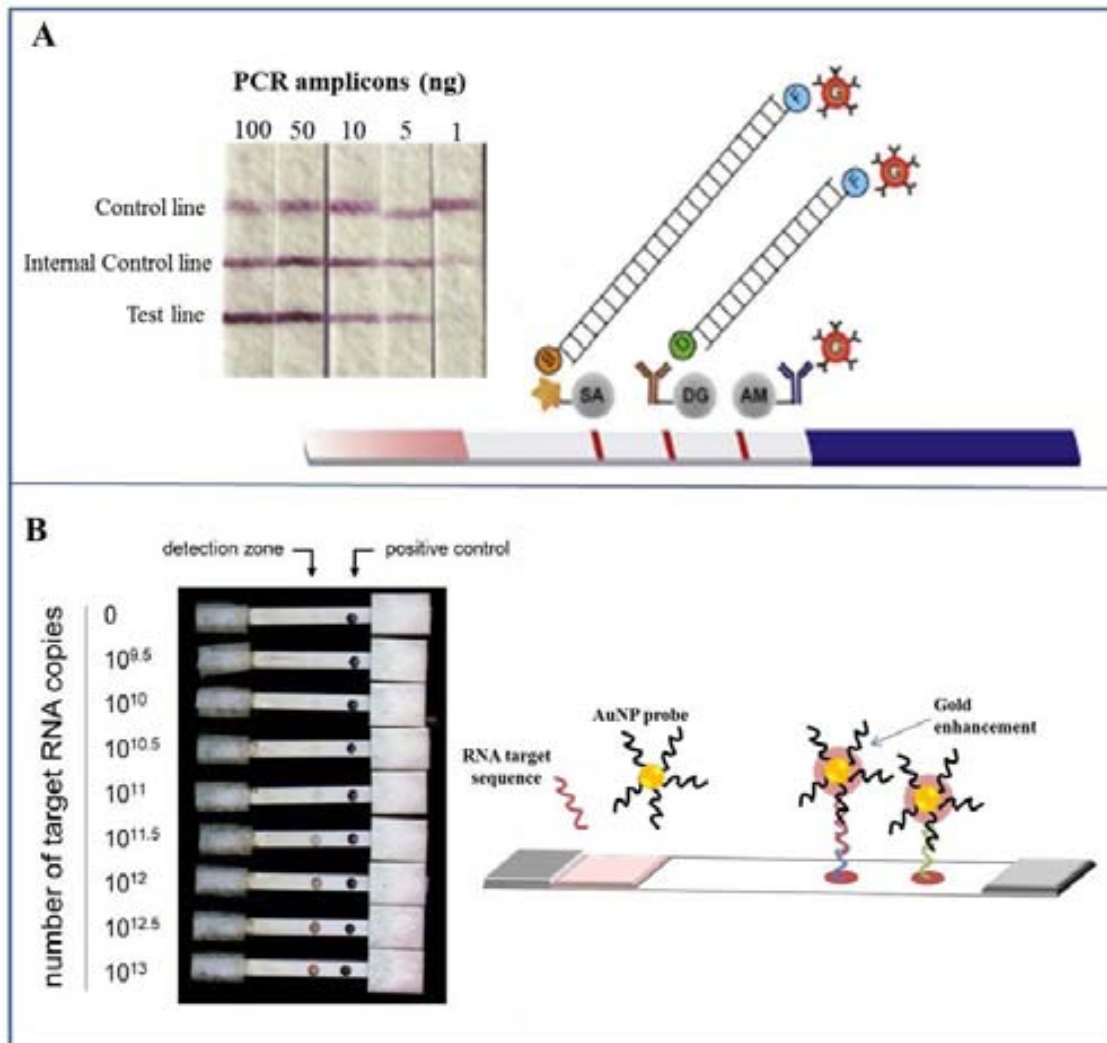 A
PCR amplicons (ng)
100 50 10 5 1
Control line
Internal Control line
Test line
F
G
F
G
G
SA
DG
AM
B
detection zone
positive control
number of target RNA copies
0
10^9.5
10^10
10^10.5
10^11
10^11.5
10^12
10^12.5
10^13
AuNP probe
RNA target
sequence
Gold
enhancement